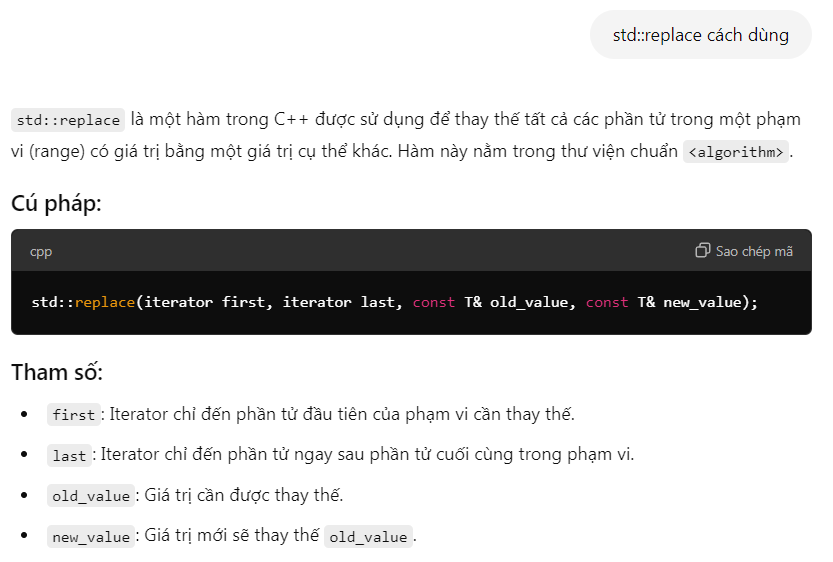 std::replace cách dùng
std::replace là một hàm trong C++ được sử dụng để thay thế tất cả các phần tử trong một phạm
vi (range) có giá trị bằng một giá trị cụ thể khác. Hàm này nằm trong thư viện chuẩn <algorithm>.
Cú pháp:
cpp
Sao chép mã
std::replace(iterator first, iterator last, const T& old_value, const T& new_value);
Tham số:
• first: Iterator chỉ đến phần tử đầu tiên của phạm vi cần thay thế.
• last: Iterator chỉ đến phần tử ngay sau phần tử cuối cùng trong phạm vi.
• old_value: Giá trị cần được thay thế.
• new_value: Giá trị mới sẽ thay thế old_value.